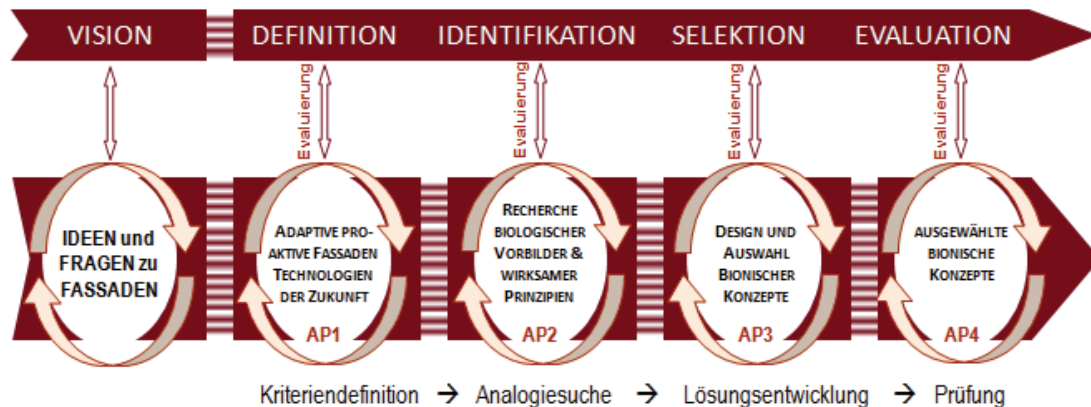 VISION DEFINITION IDENTIFIKATION SELEKTION EVALUATION
Evaluierung
Evaluierung
Evaluierung
Evaluierung
IDEEN und
FRAGEN zu
FASSADEN
ADAPTIVE PRO-
AKTIVE FASSADEN
TECHNOLOGIEN
DER ZUKUNFT
AP1
RECHERCHE
BIOLOGISCHER
VORBILDER &
WIRKSAMER
PRINZIPIEN
AP2
DESIGN UND
AUSWAHL
BIONISCHER
KONZEPTE
AP3
AUSGEWÄHLTE
BIONISCHE
KONZEPTE
AP4
Kriteriendefinition → Analogiesuche → Lösungsentwicklung → Prüfung